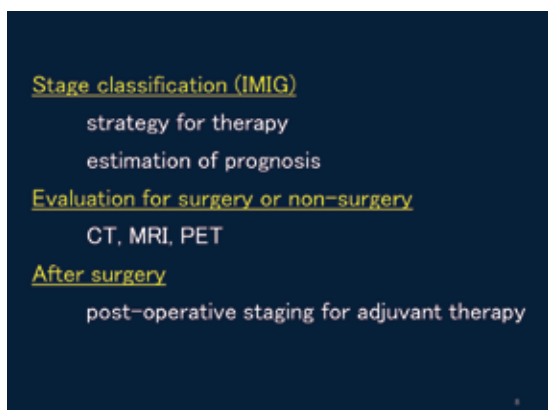 Stage classification (IMIG)
strategy for therapy
estimation of prognosis
Evaluation for surgery or non-surgery
CT, MRI, PET
After surgery
post-operative staging for adjuvant therapy